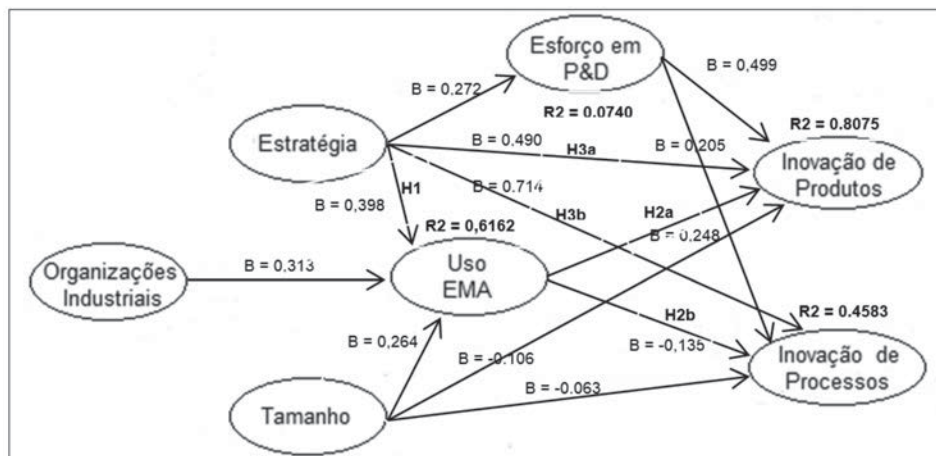 Esforço em
P&D
B = 0,499
B = 0,272
R2 = 0.0740
R2 = 0.8075
Estratégia
B = 0.490
H3a
B = 0,205
Inovação de
Produtos
H1
B = 0.714
B = 0,398
H3b
H2a
R2 = 0,6162
B = 0,248
Uso
EMA
Organizações
Industriais
B = 0,313
H2b
R2 = 0.4583
B = 0,264
B = -0,135
B = -0.106
Inovação de
Processos
B = -0.063
Tamanho